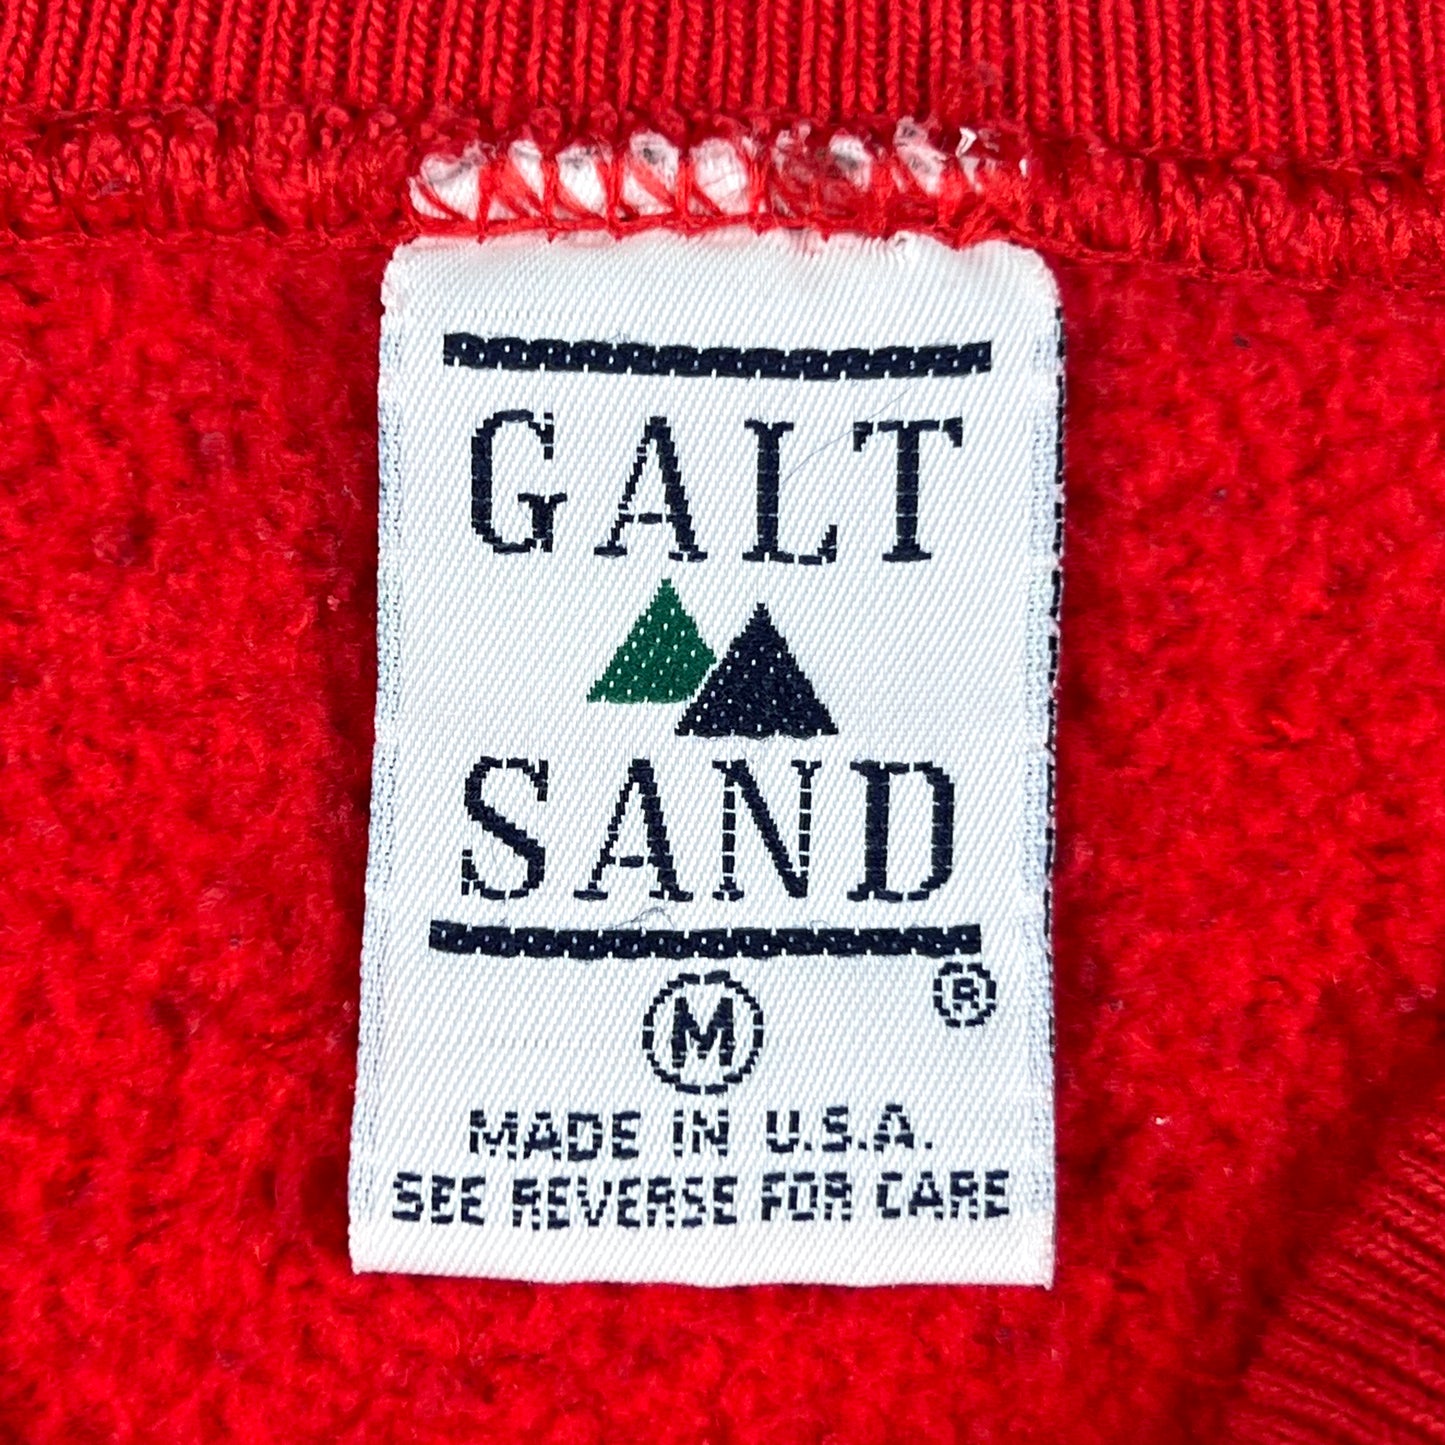 GALT
SAND
®
M
MADE IN U.S.A.
SEE REVERSE FOR CARE